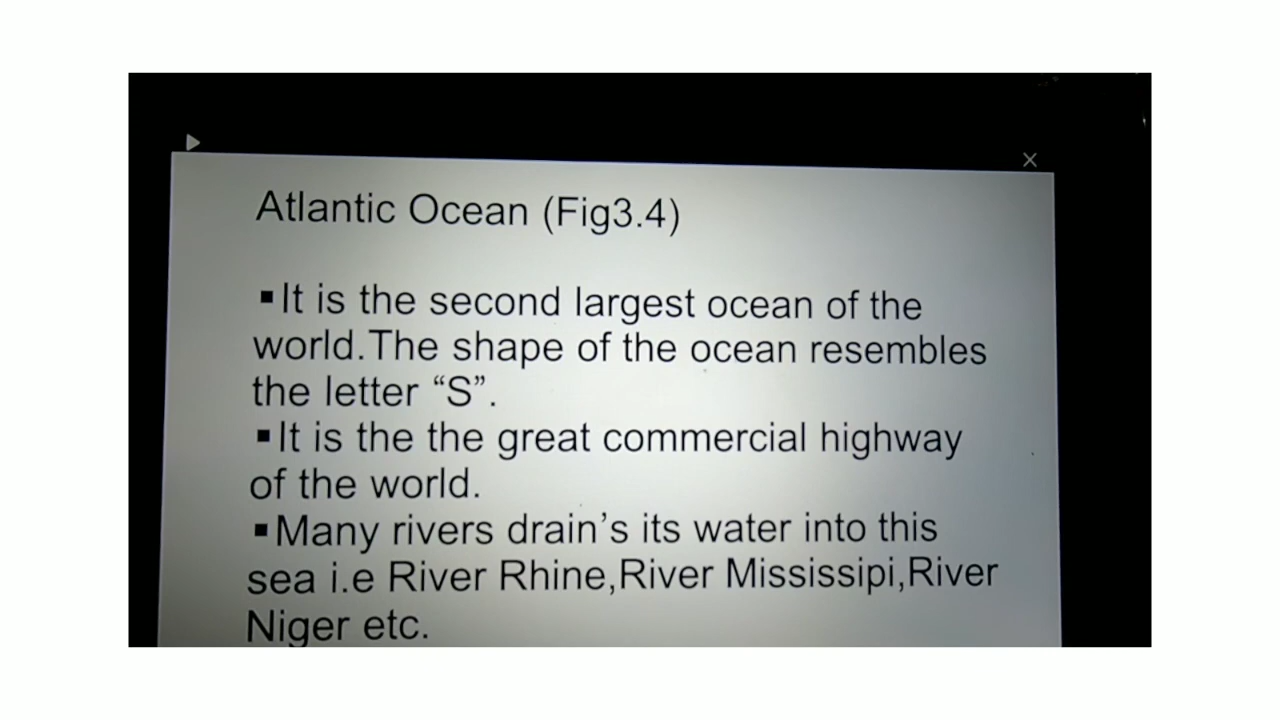 Atlantic Ocean (Fig3.4)
▪It is the second largest ocean of the
world.The shape of the ocean resembles
the letter “S”.
▪It is the the great commercial highway
of the world.
▪Many rivers drain’s its water into this
sea i.e River Rhine,River Mississipi,River
Niger etc.